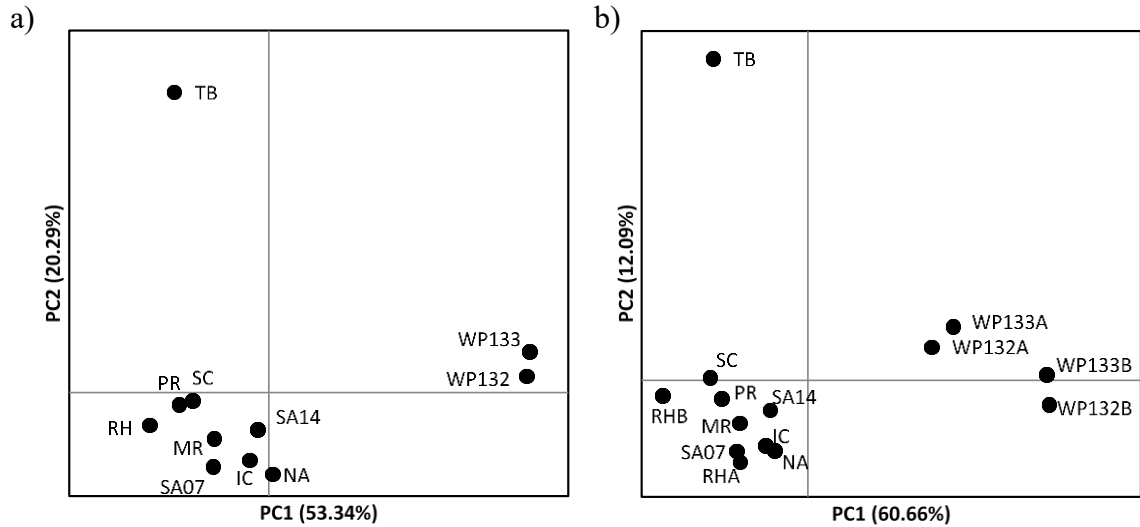 a)
TB
PC2 (20.29%)
WP133
WP132
PR
SC
RH
SA14
MR
IC
NA
SA07
PC1 (53.34%)
b)
TB
PC2 (12.09%)
WP133A
WP132A
SC
WP133B
PR
SA14
RHB
WP132B
MR
IC
SA07
NA
RHA
PC1 (60.66%)